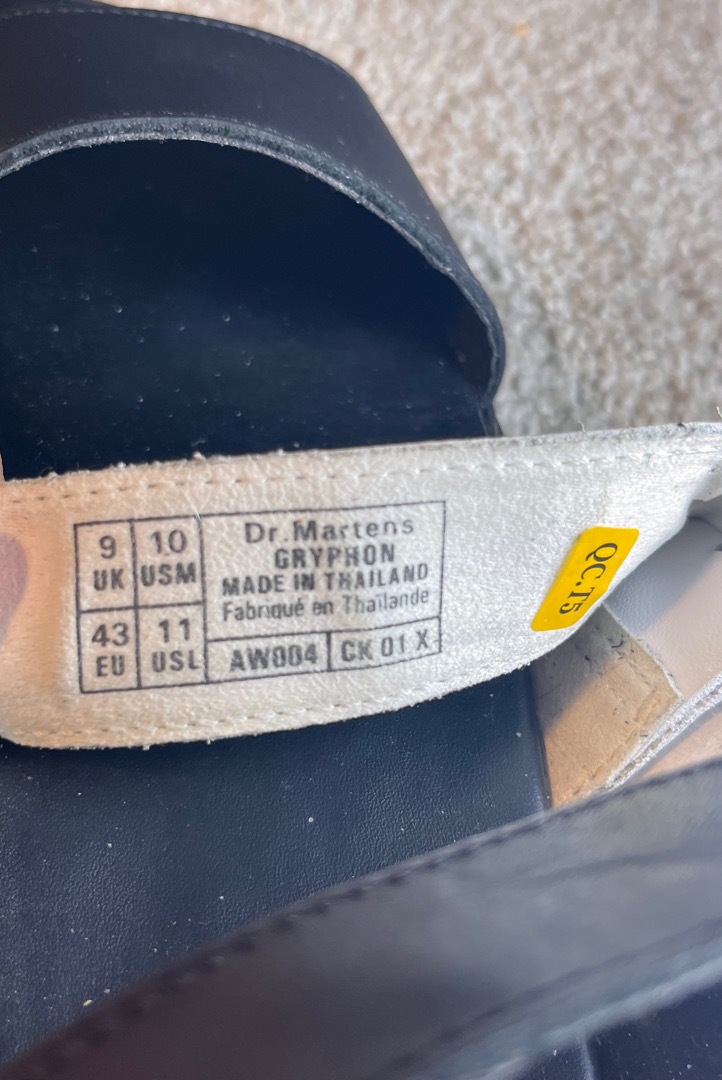 9 UK
10 USM
43 EU
11 USL
Dr.Martens
GRYPHON
MADE IN THAILAND
Fabriqué en Thaïlande
AW004
CK 01 X
QC.T5